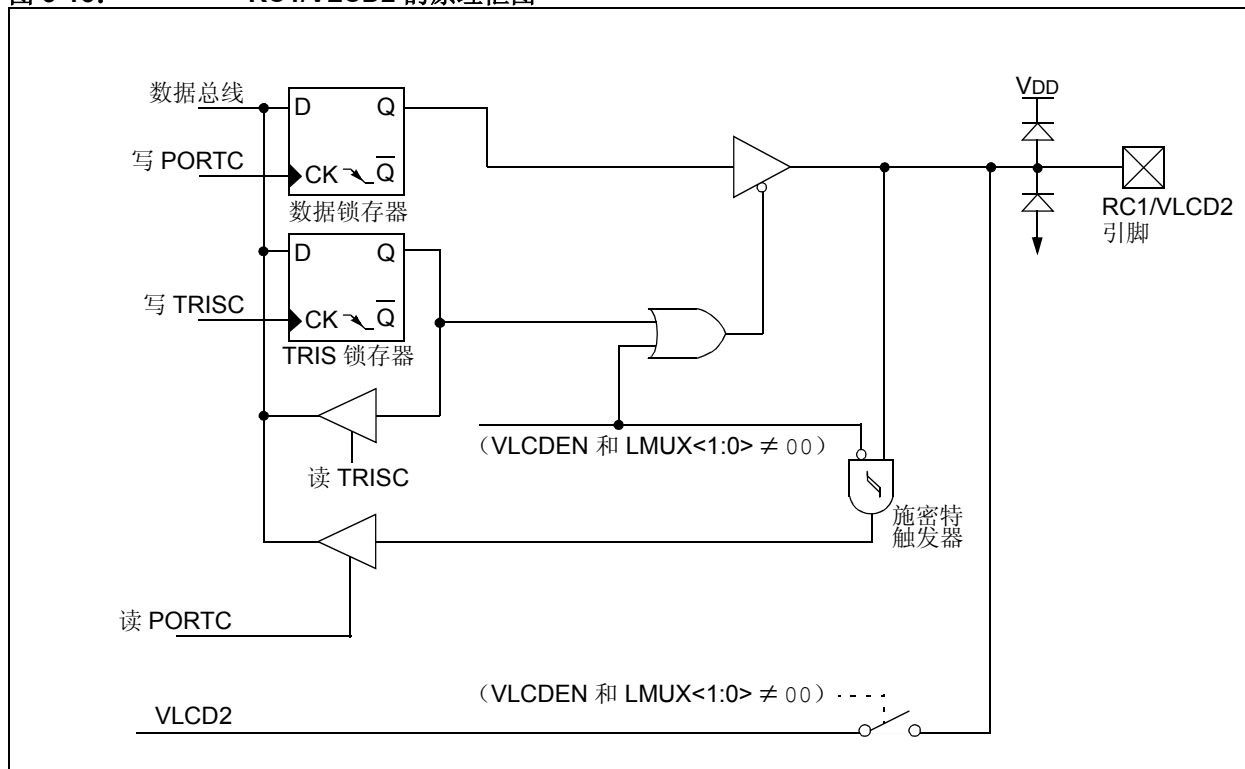 数据总线
VDD
D Q
写 PORTC
CK Q
数据锁存器
RC1/VLCD2
引脚
D Q
写 TRISC
CK Q
TRIS 锁存器
（VLCDEN 和 LMUX<1:0> ≠ 00）
读 TRISC
施密特
触发器
读 PORTC
（VLCDEN 和 LMUX<1:0> ≠ 00）
VLCD2